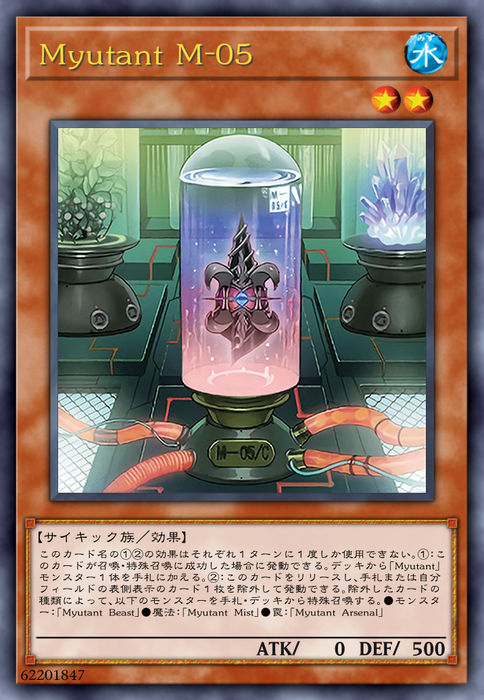 Myutant M-05
みず
水
M—
05/C
M—05/C
【サイキック族／効果】
このカード名の①②の効果はそれぞれ１ターンに１度しか使用できない。①：こ
のカードが召喚・特殊召喚に成功した場合に発動できる。デッキから「Myutant」
モンスター１体を手札に加える。②：このカードをリリースし、手札または自分
フィールドの表側表示のカード１枚を除外して発動できる。除外したカードの
種類によって、以下のモンスターを手札・デッキから特殊召喚する。●モンスタ
ー：「Myutant Beast」●魔法：「Myutant Mist」●罠：「Myutant Arsenal」
ATK/ 0 DEF/ 500
62201847